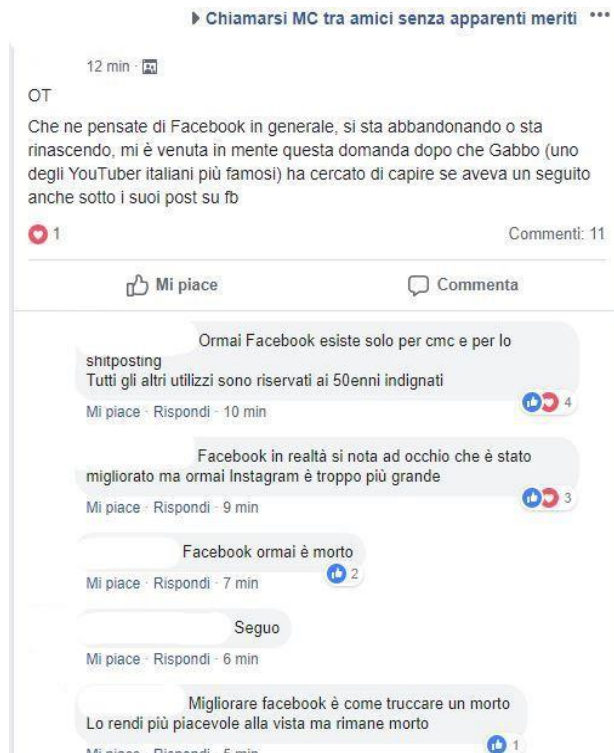 Chiamarsi MC tra amici senza apparenti meriti
12 min
OT
Che ne pensate di Facebook in generale, si sta abbandonando o sta
rinascendo, mi è venuta in mente questa domanda dopo che Gabbo (uno
degli YouTuber italiani più famosi) ha cercato di capire se aveva un seguito
anche sotto i suoi post su fb
1 Commenti: 11
Mi piace Commenta
Ormai Facebook esiste solo per cmc e per lo
shitposting
Tutti gli altri utilizzi sono riservati ai 50enni indignati
4
Mi piace · Rispondi · 10 min
Facebook in realtà si nota ad occhio che è stato
migliorato ma ormai Instagram è troppo più grande
3
Mi piace · Rispondi · 9 min
Facebook ormai è morto
2
Mi piace · Rispondi · 7 min
Seguo
Mi piace · Rispondi · 6 min
Migliorare facebook è come truccare un morto
Lo rendi più piacevole alla vista ma rimane morto
1
Mi piace · Rispondi · 5 min